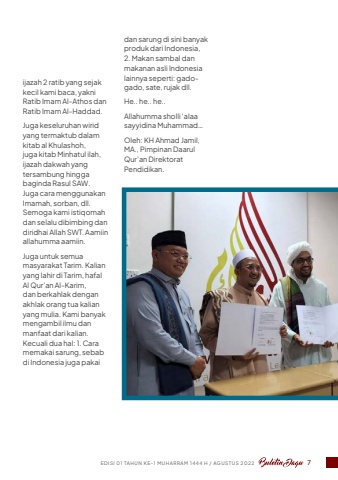 ijazah 2 ratib yang sejak
kecil kami baca, yakni
Ratib Imam Al-Athos dan
Ratib Imam Al-Haddad.
Juga keseluruhan wirid
yang termaktub dalam
kitab al Khulashoh,
juga kitab Minhatul ilah,
ijazah dakwah yang
tersambung hingga
baginda Rasul SAW.
Juga cara menggunakan
Imamah, sorban, dll.
Semoga kami istiqomah
dan selalu dibimbing dan
diridhai Allah SWT. Aamiin
allahumma aamiin.
Juga untuk semua
masyarakat Tarim. Kalian
yang lahir di Tarim, hafal
Al Qur'an Al-Karim,
dan berkahlak dengan
akhlak orang tua kalian
yang mulia. Kami banyak
mengambil ilmu dan
manfaat dari kalian.
Kecuali dua hal: 1. Cara
memakai sarung, sebab
di Indonesia juga pakai
dan sarung di sini banyak
produk dari Indonesia,
2. Makan sambal dan
makanan asli Indonesia
lainnya seperti: gado-
gado, sate, rujak dll.
He.. he.. he..
Allahumma sholli 'alaa
sayyidina Muhammad...
Oleh: KH Ahmad Jamil,
MA., Pimpinan Daarul
Qur'an Direktorat
Pendidikan.
EDISI 01 TAHUN KE-1 MUHARRAM 1444 H / AGUSTUS 2022 Buletin Daqu 7